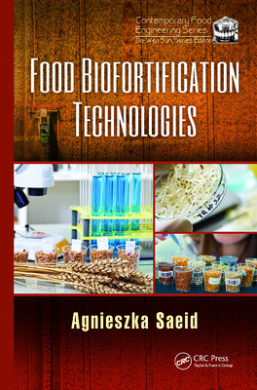 Contemporary Food
Engineering Series
Da-Wen Sun, Series Editor
FOOD BIOFORTIFICATION
TECHNOLOGIES
Agnieszka Saeid
CRC Press
Taylor & Francis Group